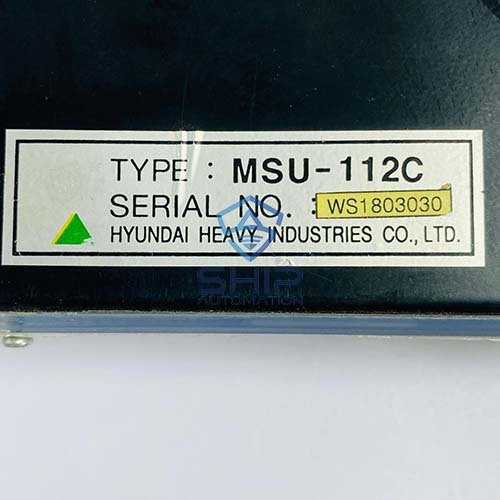 TYPE : MSU-112C
SERIAL NO. : WS1803030
HYUNDAI HEAVY INDUSTRIES CO., LTD.
SHIP
AUTOMATION